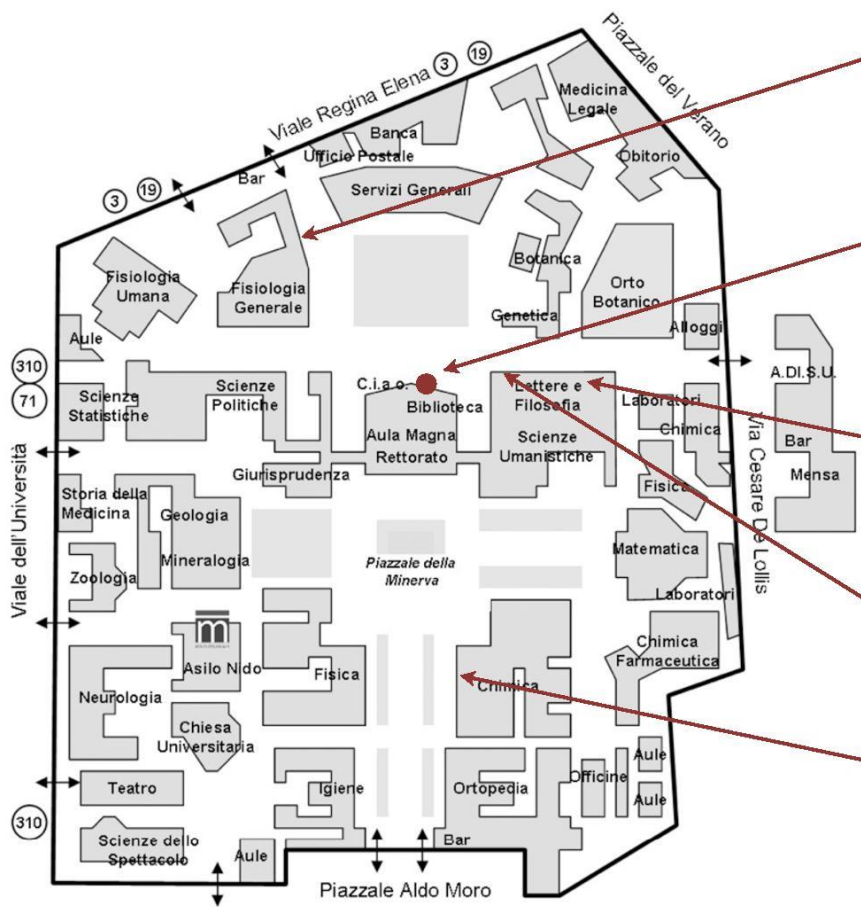 Piazzale del Verano
Viale Regina Elena
3
19
Medicina
Legale
Banca
Ufficio Postale
Obitorio
Bar
Servizi Generali
3
19
Fisiologia
Umana
Fisiologia
Generale
Botanica
Orto
Botanico
Genetica
Aule
Alloggi
310
71
Scienze
Statistiche
Scienze
Politiche
C.i.a.o.
Biblioteca
Lettere e
Filosofia
Laboratori
Chimica
A.DI.S.U.
Aula Magna
Rettorato
Scienze
Umanistiche
Bar
Mensa
Giurisprudenza
Fisica
Via Cesare De Lollis
Viale dell'Università
Storia della
Medicina
Geologia
Mineralogia
Zoologia
Piazzale della
Minerva
Matematica
Laboratori
m
Asilo Nido
Fisica
Chimica
Chimica
Farmaceutica
Neurologia
Chiesa
Universitaria
Teatro
Igiene
Ortopedia
Officine
Aule
Aule
310
Scienze dello
Spettacolo
Aule
Bar
Piazzale Aldo Moro